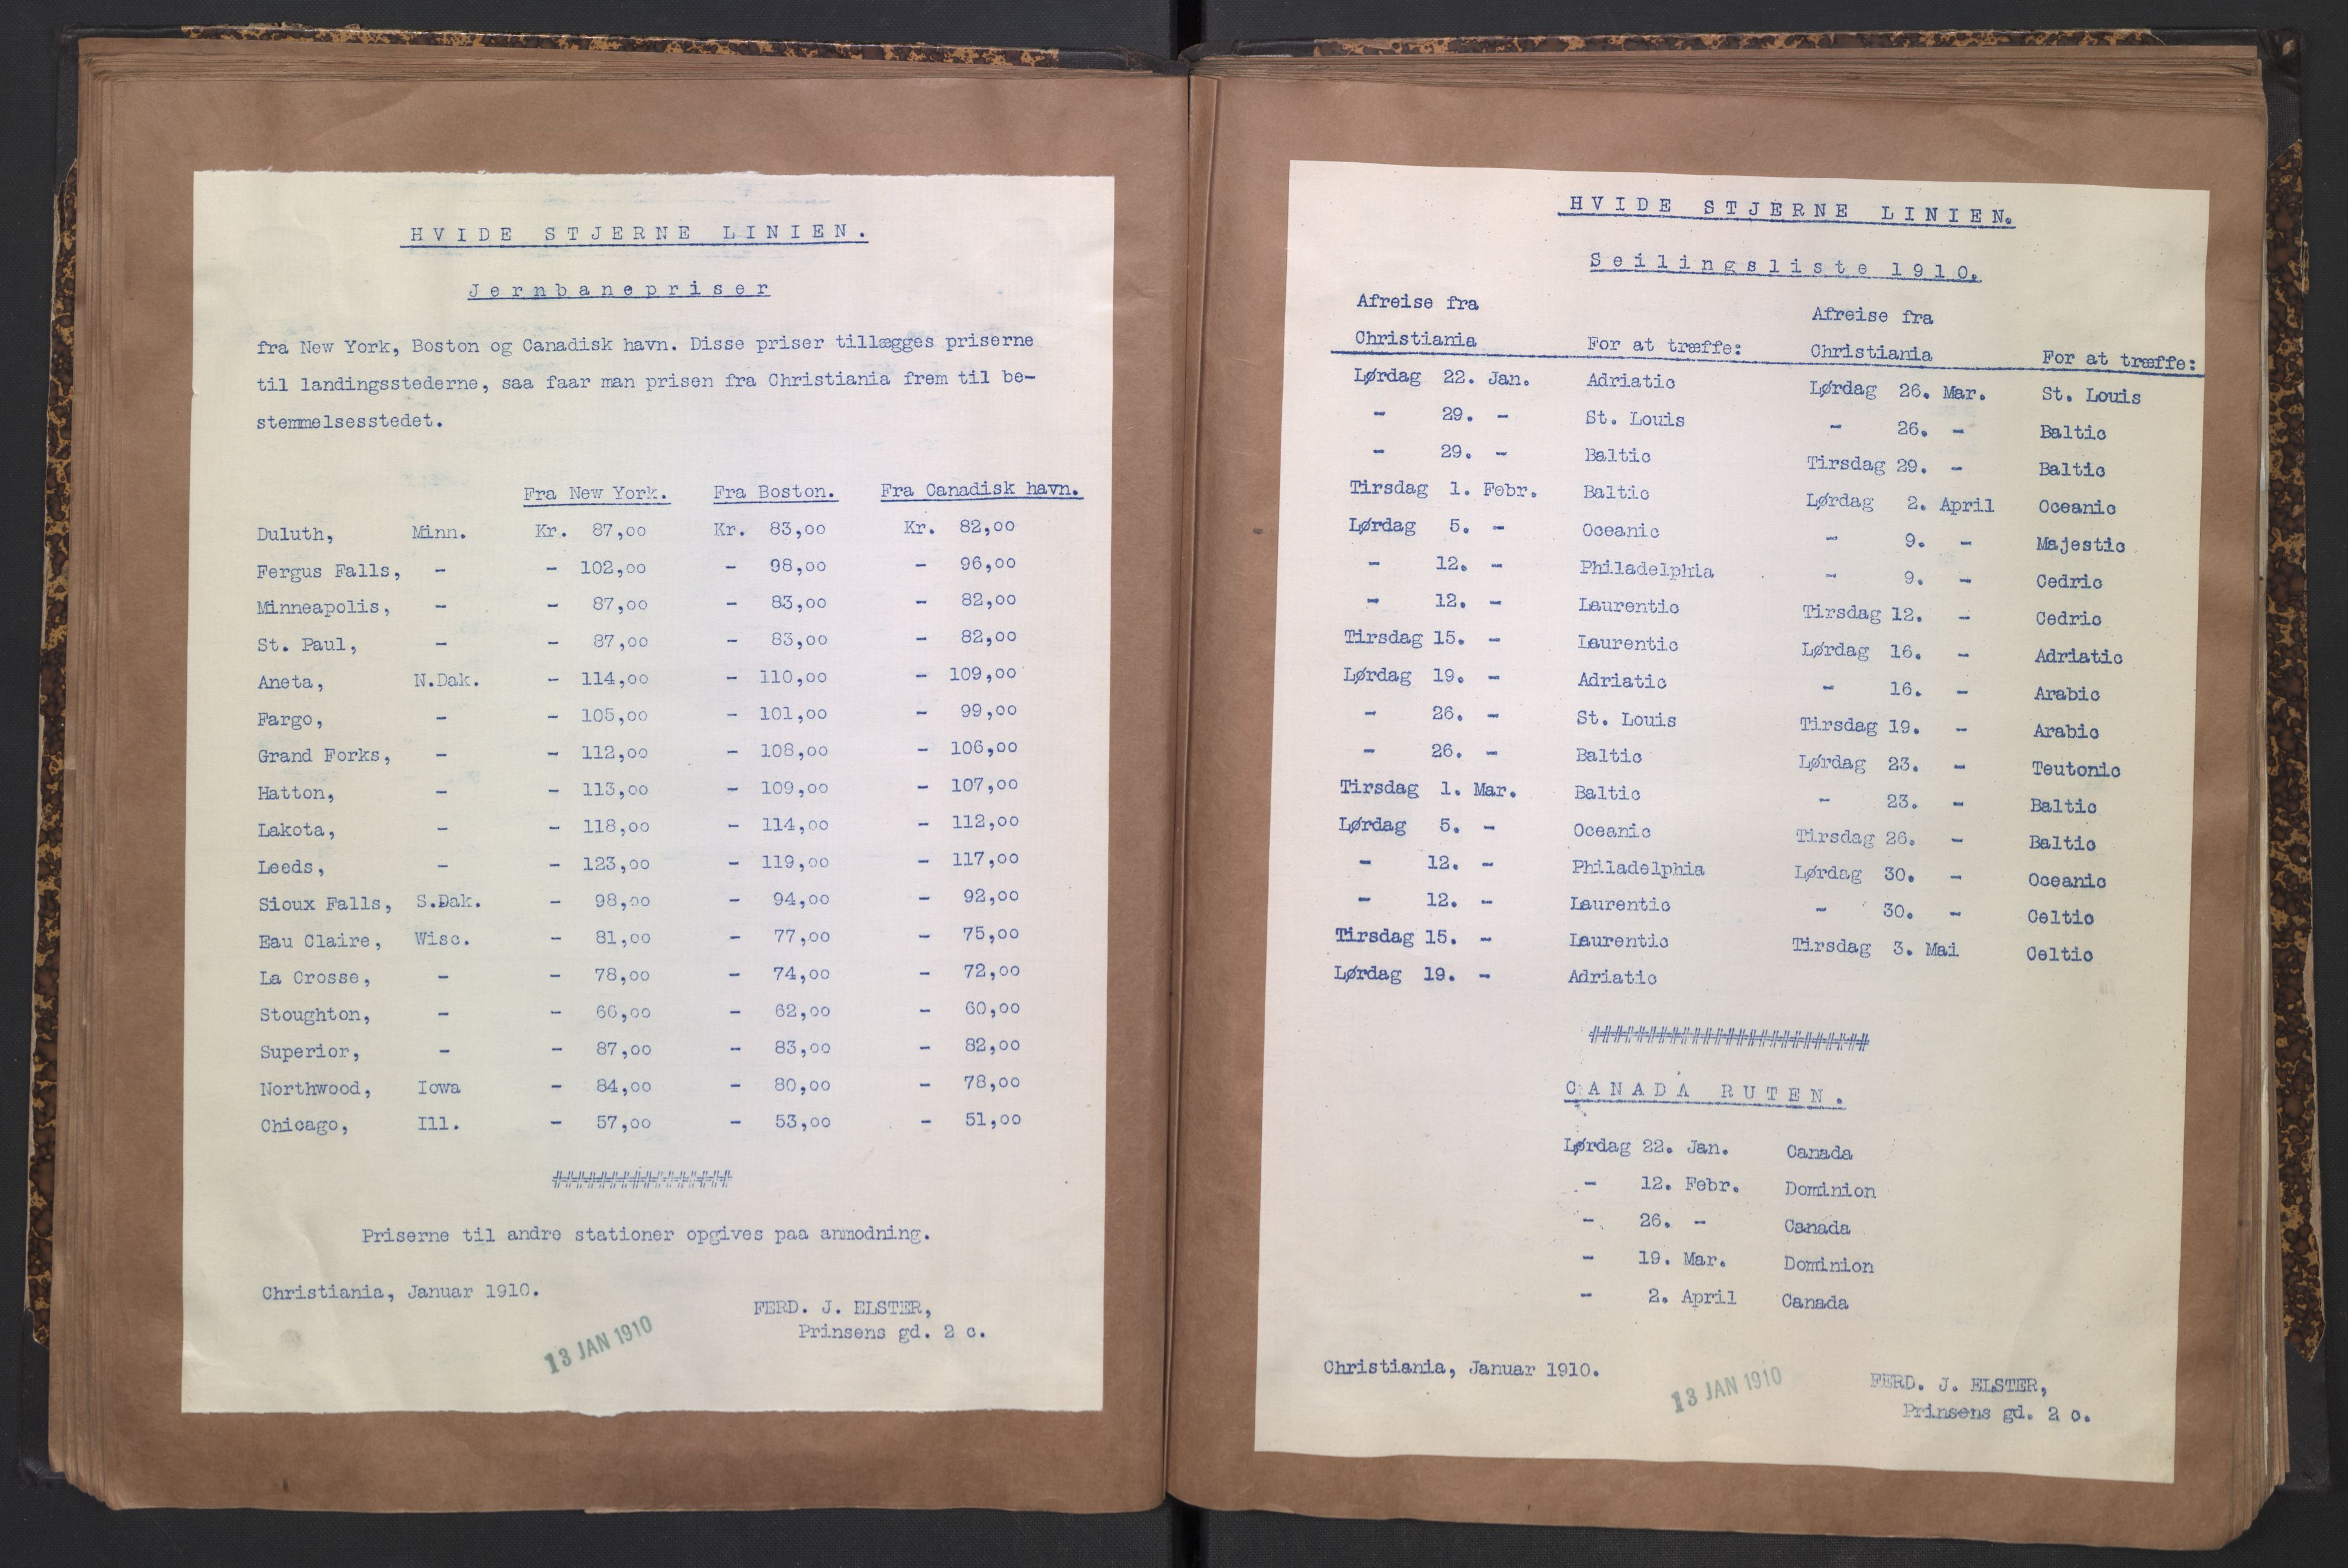 HVIDE STJERNE LINIEN.
Jernbanepriser
fra New York, Boston og Canadisk havn. Disse priser tillægges priserne
til landingsstederne, saa faar man prisen fra Christiania frem til be-
stemmelsesstedet.
Fra New York. Fra Boston. Fra Canadisk havn.
Duluth, Minn. Kr. 87,00 Kr. 83,00 Kr. 82,00
Fergus Falls, - - 102,00 - 98,00 - 96,00
Minneapolis, - - 87,00 - 83,00 - 82,00
St. Paul, - - 87,00 - 83,00 - 82,00
Aneta, N.Dak. - 114,00 - 110,00 - 109,00
Fargo, - - 105,00 - 101,00 - 99,00
Grand Forks, - - 112,00 - 108,00 - 106,00
Hatton, - - 113,00 - 109,00 - 107,00
Lakota, - - 118,00 - 114,00 - 112,00
Leeds, - - 123,00 - 119,00 - 117,00
Sioux Falls, S.Dak. - 98,00 - 94,00 - 92,00
Eau Claire, Wisc. - 81,00 - 77,00 - 75,00
La Crosse, - - 78,00 - 74,00 - 72,00
Stoughton, - - 66,00 - 62,00 - 60,00
Superior, - - 87,00 - 83,00 - 82,00
Northwood, Iowa - 84,00 - 80,00 - 78,00
Chicago, Ill. - 57,00 - 53,00 - 51,00
################
Priserne til andre stationer opgives paa anmodning.
Christiania, Januar 1910.
FERD. J. ELSTER,
Prinsens gd. 2 c.
13 JAN 1910
HVIDE STJERNE LINIEN.
Seilingsliste 1910.
Afreise fra Afreise fra
Christiania For at træffe: Christiania For at træffe:
Lørdag 22. Jan. Adriatic Lørdag 26. Mar. St. Louis
- 29. - St. Louis - 26. - Baltic
- 29. - Baltic Tirsdag 29. - Baltic
Tirsdag 1. Febr. Baltic Lørdag 2. April Oceanic
Lørdag 5. - Oceanic - 9. - Majestic
- 12. - Philadelphia - 9. - Cedric
- 12. - Laurentic Tirsdag 12. - Cedric
Tirsdag 15. - Laurentic Lørdag 16. - Adriatic
Lørdag 19. - Adriatic - 16. - Arabic
- 26. - St. Louis Tirsdag 19. - Arabic
- 26. - Baltic Lørdag 23. - Teutonic
Tirsdag 1. Mar. Baltic - 23. - Baltic
Lørdag 5. - Oceanic Tirsdag 26. - Baltic
- 12. - Philadelphia Lørdag 30. - Oceanic
- 12. - Laurentic - 30. - Celtic
Tirsdag 15. - Laurentic Tirsdag 3. Mai Celtic
Lørdag 19. - Adriatic
#########################
CANADA RUTEN.
Lørdag 22. Jan. Canada
- 12. Febr. Dominion
- 26. - Canada
- 19. Mar. Dominion
- 2. April Canada
Christiania, Januar 1910.
13 JAN 1910
FERD. J. ELSTER,
Prinsens gd. 2 c.